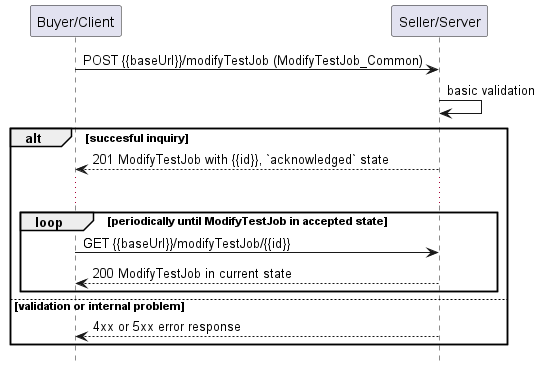 Buyer/Client
Seller/Server
POST {{baseUrl}}/modifyTestJob (ModifyTestJob_Common)
basic validation
alt [succesful inquiry]
201 ModifyTestJob with {{id}}, `acknowledged` state
loop [periodically until ModifyTestJob in accepted state]
GET {{baseUrl}}/modifyTestJob/{{id}}
200 ModifyTestJob in current state
[validation or internal problem]
4xx or 5xx error response